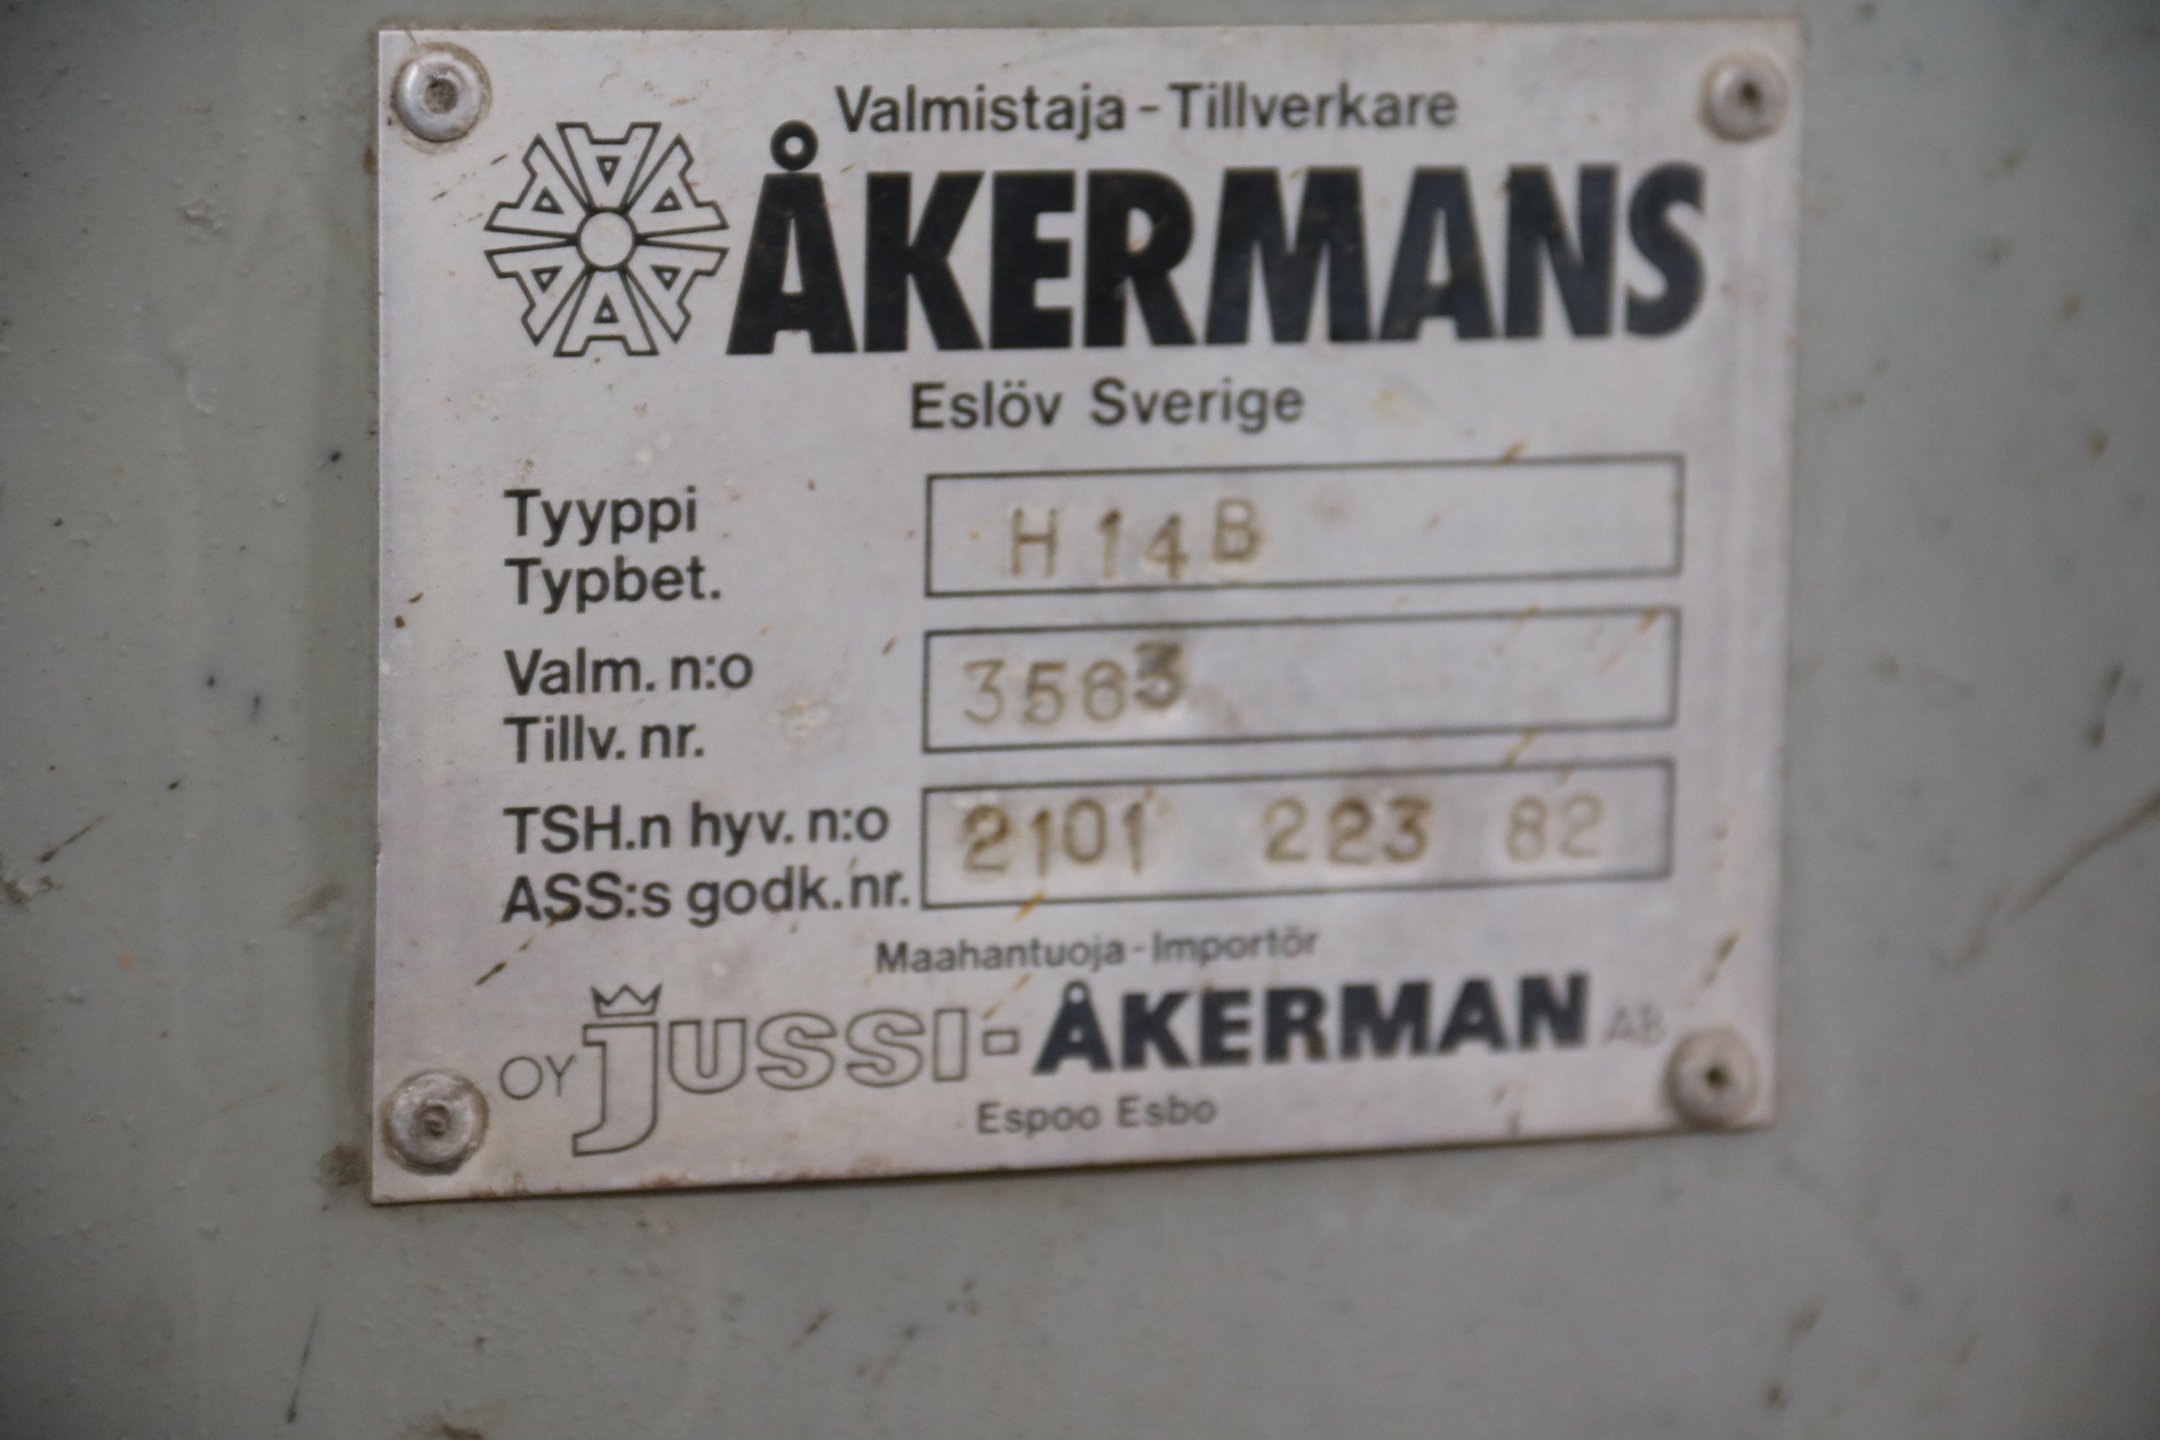 Valmistaja - Tillverkare
ÅKERMANS
Eslöv Sverige
Tyyppi
Typbet.
H 14 B
Valm. n:o
Tillv. nr.
3563
TSH.n hyv. n:o
ASS:s godk. nr.
2101 223 82
Maahantuoja - Importör
OY JUSSI-ÅKERMAN AB
Espoo Esbo